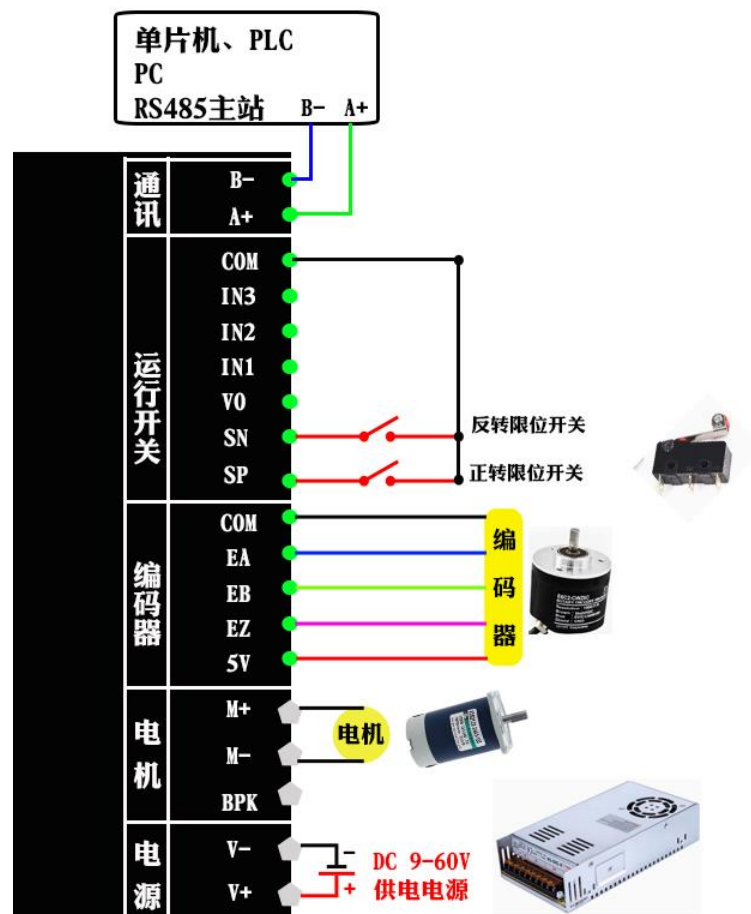 单片机、PLC
PC
RS485主站 B- A+
通讯
B-
A+
运行开关
COM
IN3
IN2
IN1
V0
SN
反转限位开关
SP
正转限位开关
编码器
COM
EA
EB
EZ
5V
编码器
电机
M+
M-
BPK
电机
电源
V-
V+
- DC 9-60V
+ 供电电源